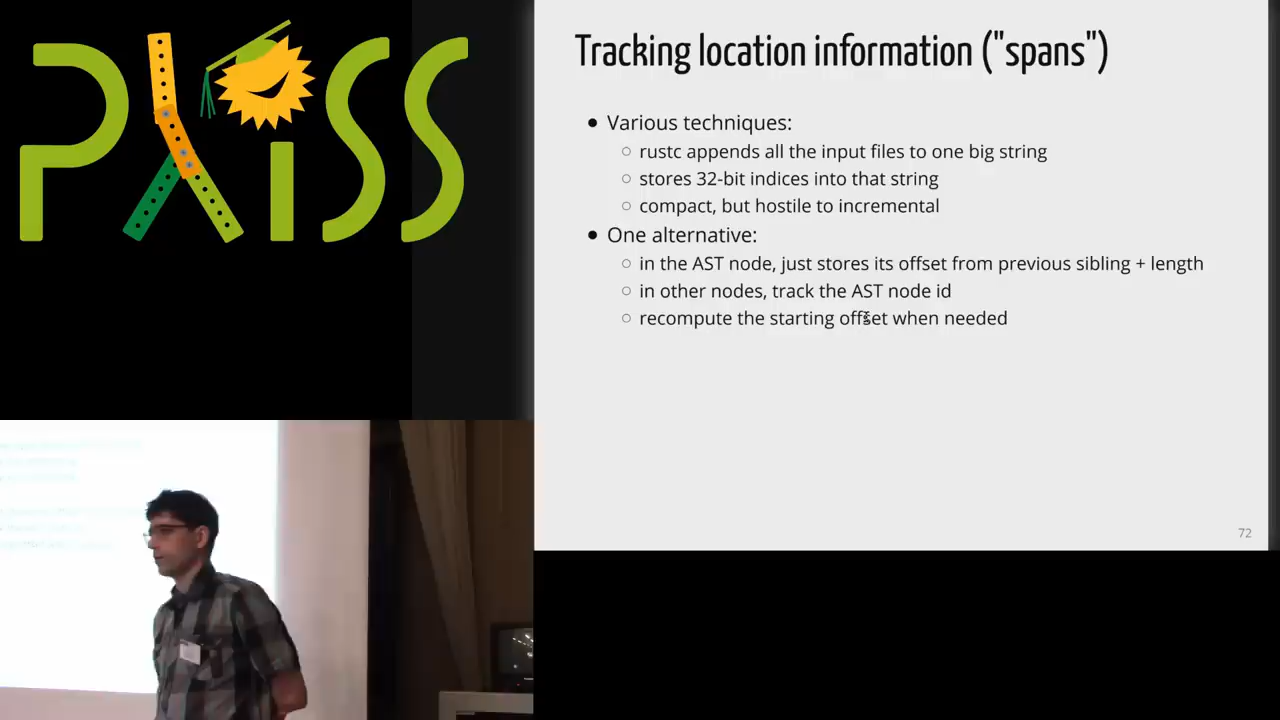 PLISS
Tracking location information ("spans")
● Various techniques:
○ rustc appends all the input files to one big string
○ stores 32-bit indices into that string
○ compact, but hostile to incremental
● One alternative:
○ in the AST node, just stores its offset from previous sibling + length
○ in other nodes, track the AST node id
○ recompute the starting offset when needed
72